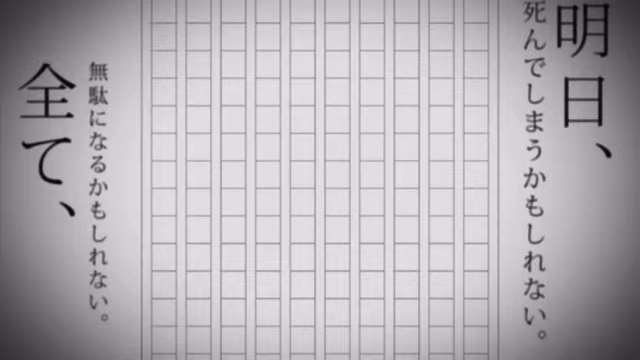 明日、
死んでしまうかもしれない。
全て、
無駄になるかもしれない。